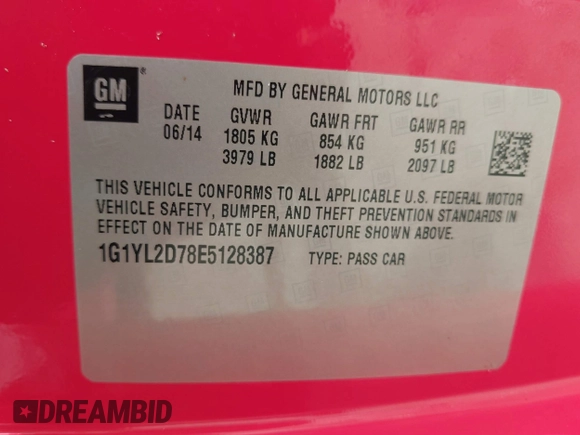 GM
MFD BY GENERAL MOTORS LLC
DATE GVWR GAWR FRT GAWR RR
06/14 1805 KG 854 KG 951 KG
3979 LB 1882 LB 2097 LB
THIS VEHICLE CONFORMS TO ALL APPLICABLE U.S. FEDERAL MOTOR
VEHICLE SAFETY, BUMPER, AND THEFT PREVENTION STANDARDS IN
EFFECT ON THE DATE OF MANUFACTURE SHOWN ABOVE.
1G1YL2D78E5128387 TYPE: PASS CAR
DREAMBID